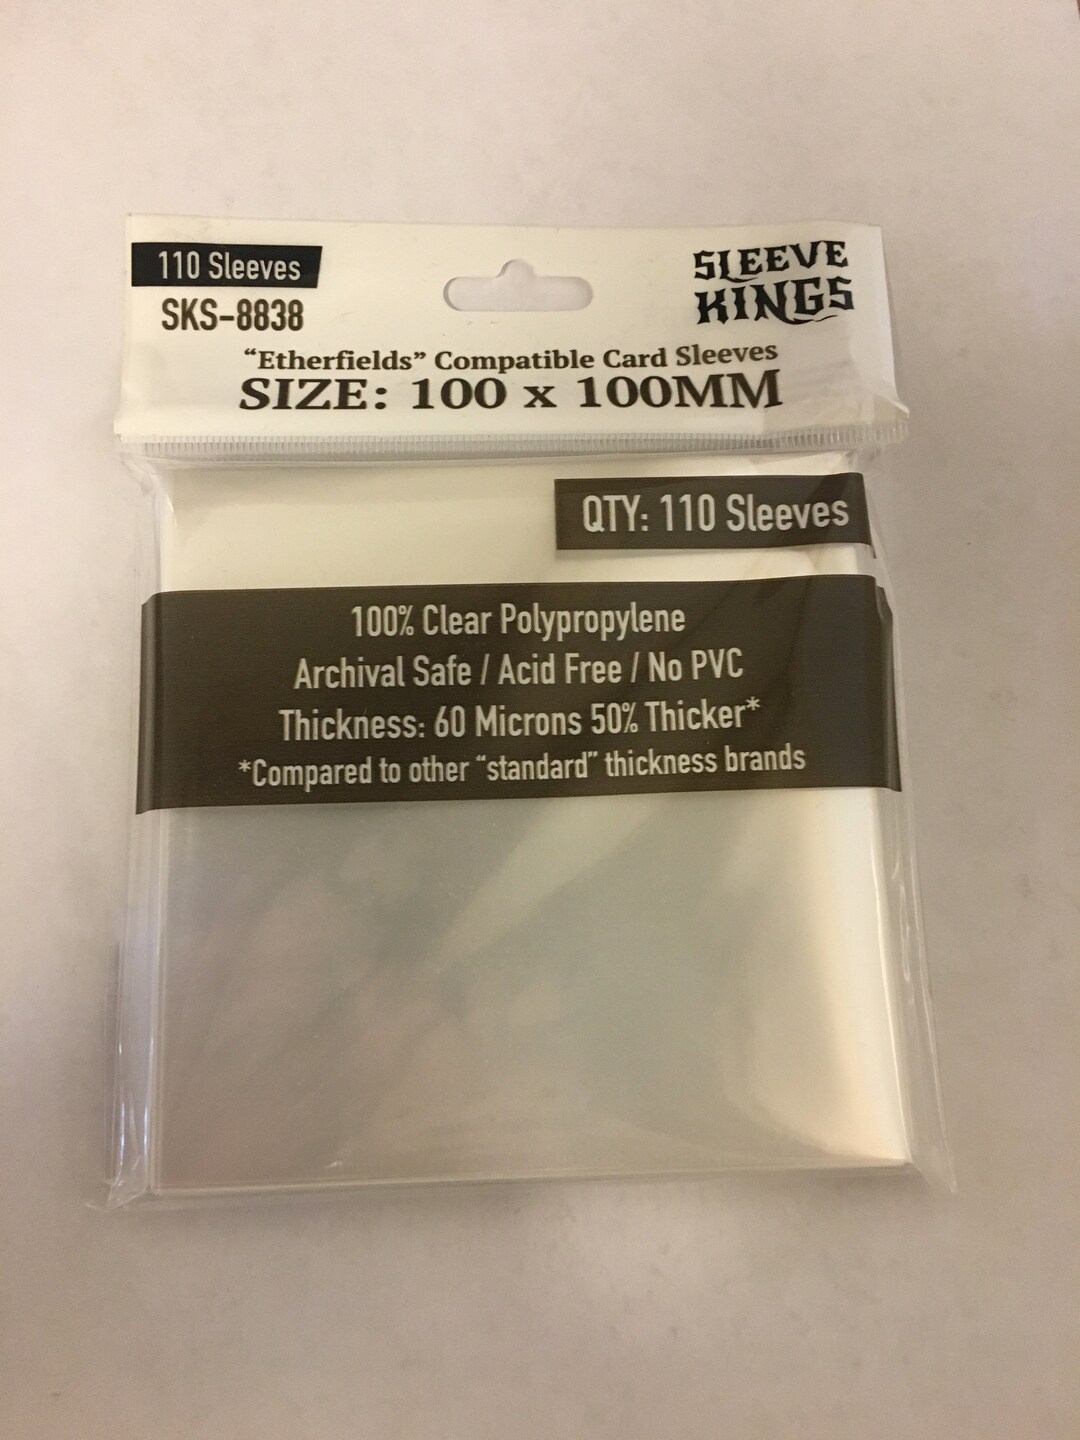 110 Sleeves
SKS-8838
SLEEVE
KINGS
“Etherfields” Compatible Card Sleeves
SIZE: 100 x 100MM
QTY: 110 Sleeves
100% Clear Polypropylene
Archival Safe / Acid Free / No PVC
Thickness: 60 Microns 50% Thicker*
*Compared to other “standard” thickness brands